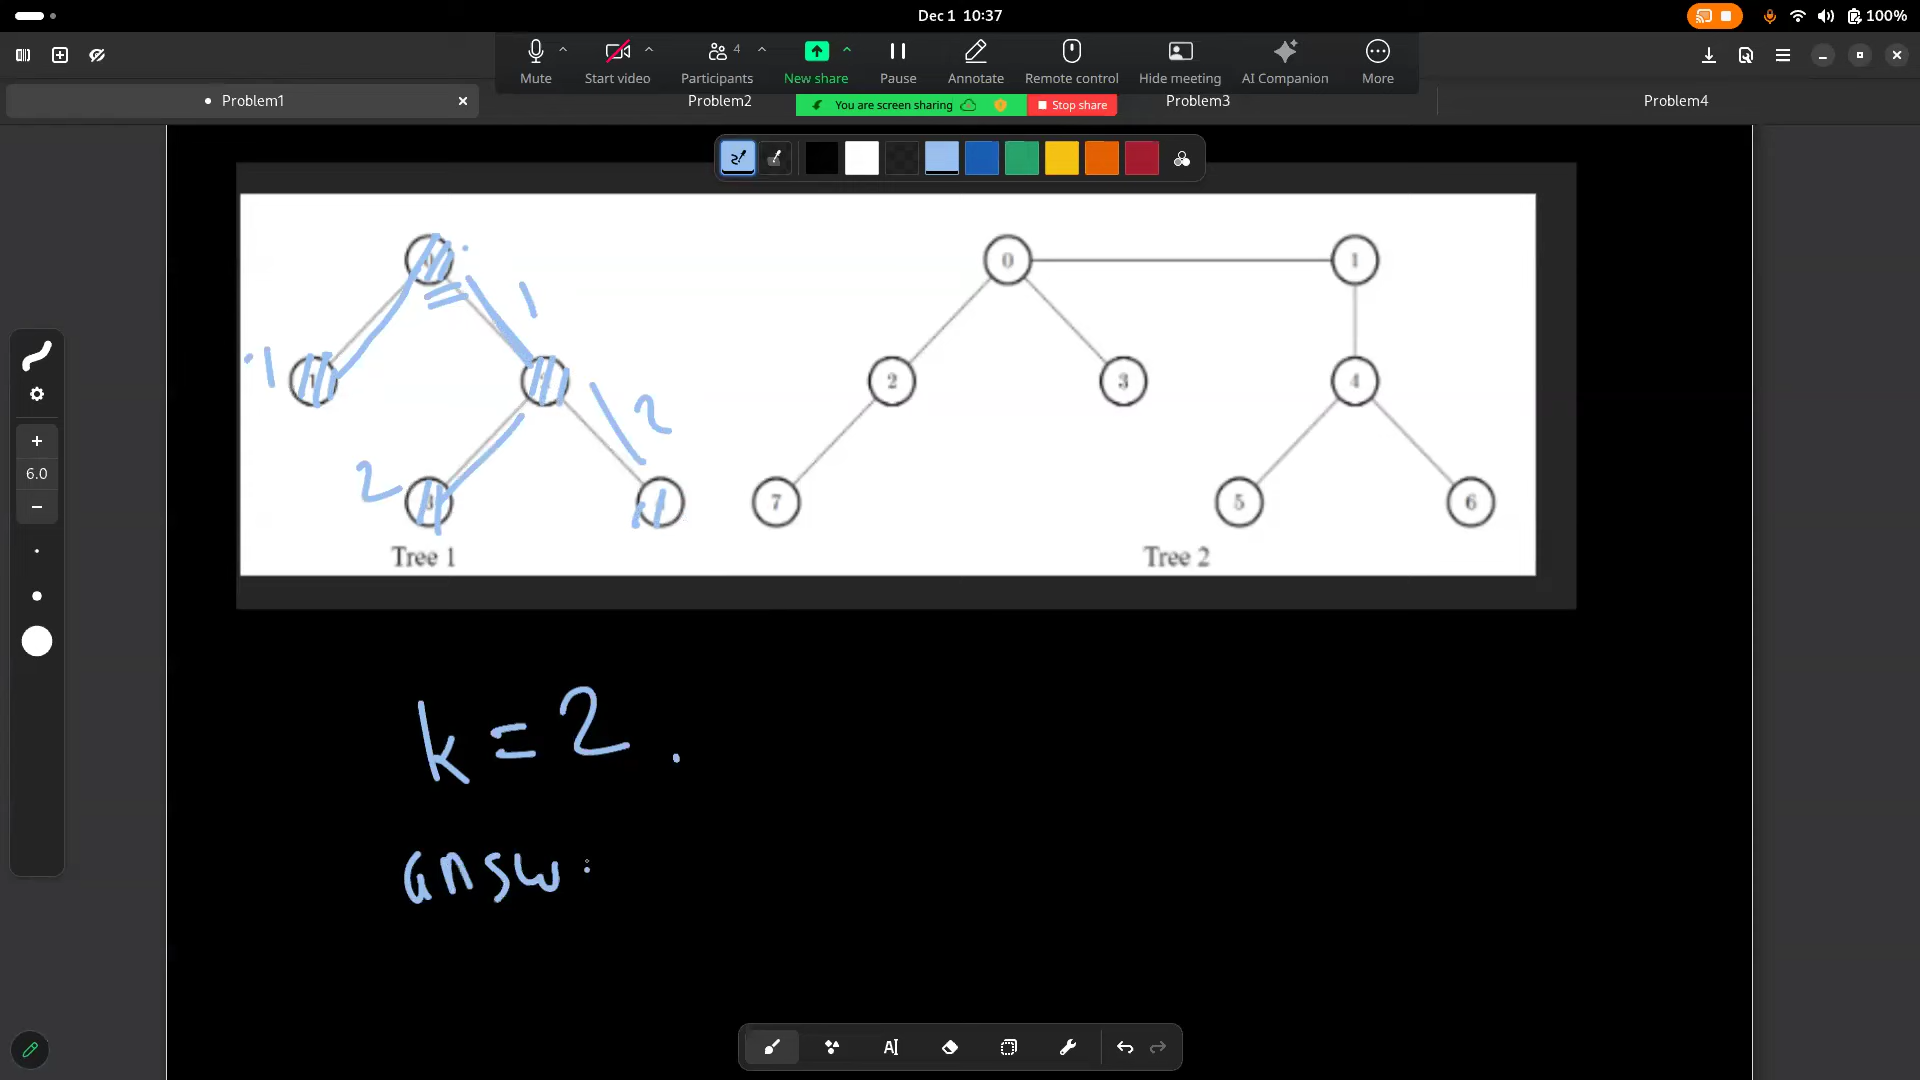 Dec 1 10:37
100%
Mute
Start video
Participants
4
New share
Pause
Annotate
Remote control
Hide meeting
AI Companion
More
Problem1
Problem2
You are screen sharing
Stop share
Problem3
Problem4
0 1
1
1 1 2 3 4
2
2
7 5 6
Tree 1
Tree 2
+
6.0
−
k = 2 .
answ :